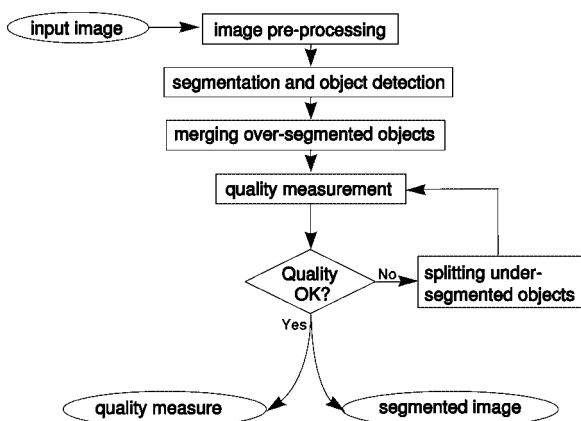 input image
image pre-processing
segmentation and object detection
merging over-segmented objects
quality measurement
Quality
OK?
No
splitting under-
segmented objects
Yes
quality measure
segmented image